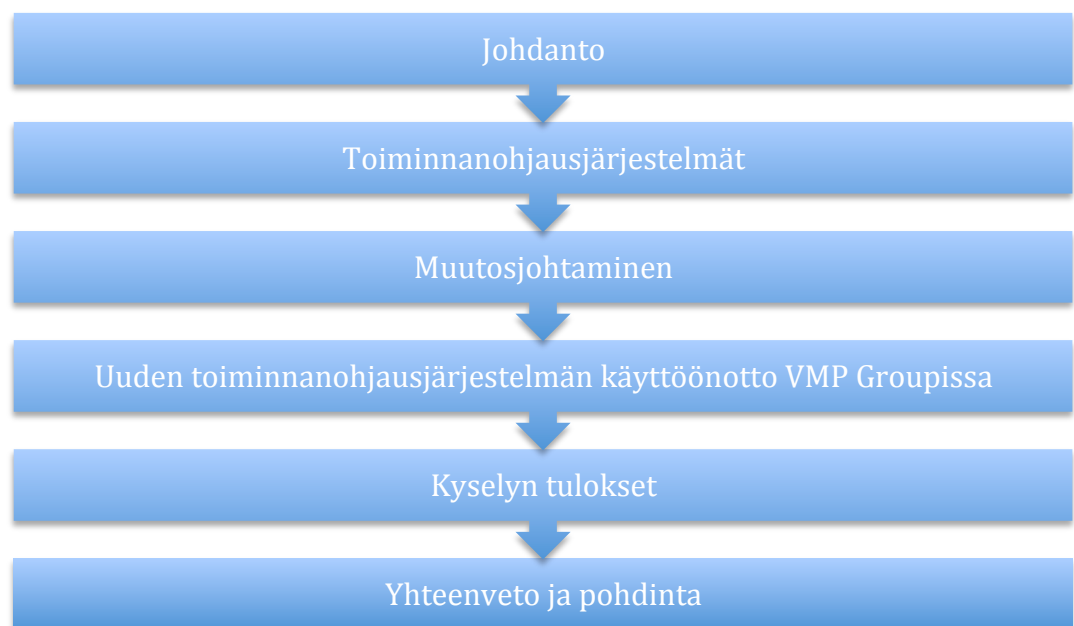 Johdanto
Toiminnanohjausjärjestelmät
Muutosjohtaminen
Uuden toiminnanohjausjärjestelmän käyttöönotto VMP Groupissa
Kyselyn tulokset
Yhteenveto ja pohdinta